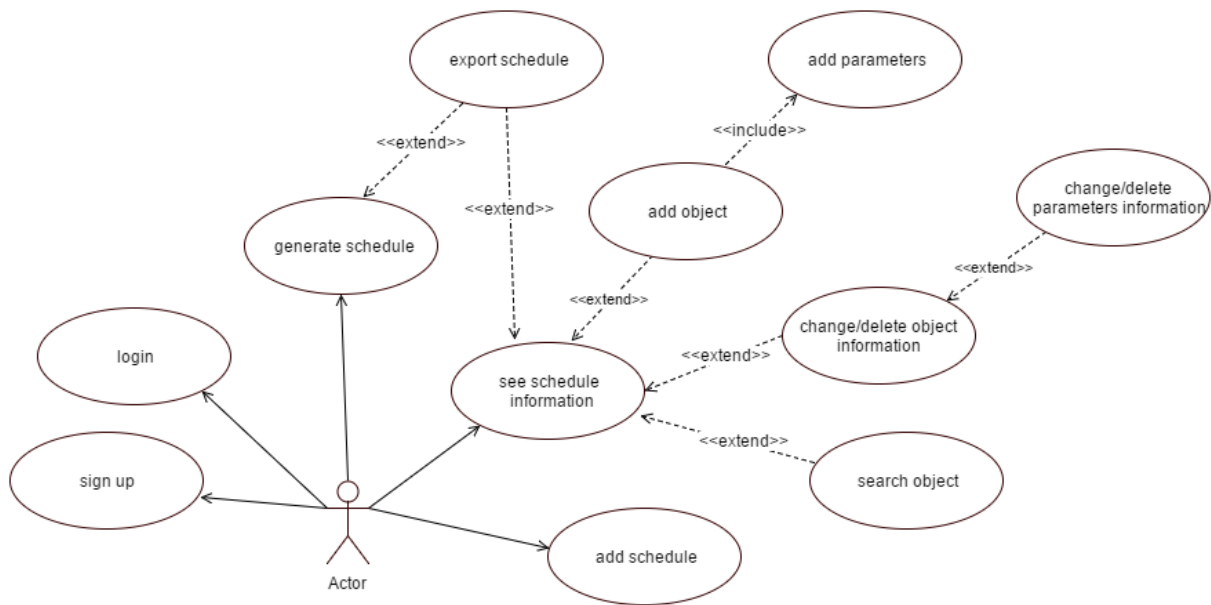 export schedule
add parameters
<<extend>>
<<include>>
change/delete
parameters information
<<extend>>
add object
generate schedule
<<extend>>
<<extend>>
change/delete object
information
login
<<extend>>
see schedule
information
<<extend>>
sign up
search object
add schedule
Actor